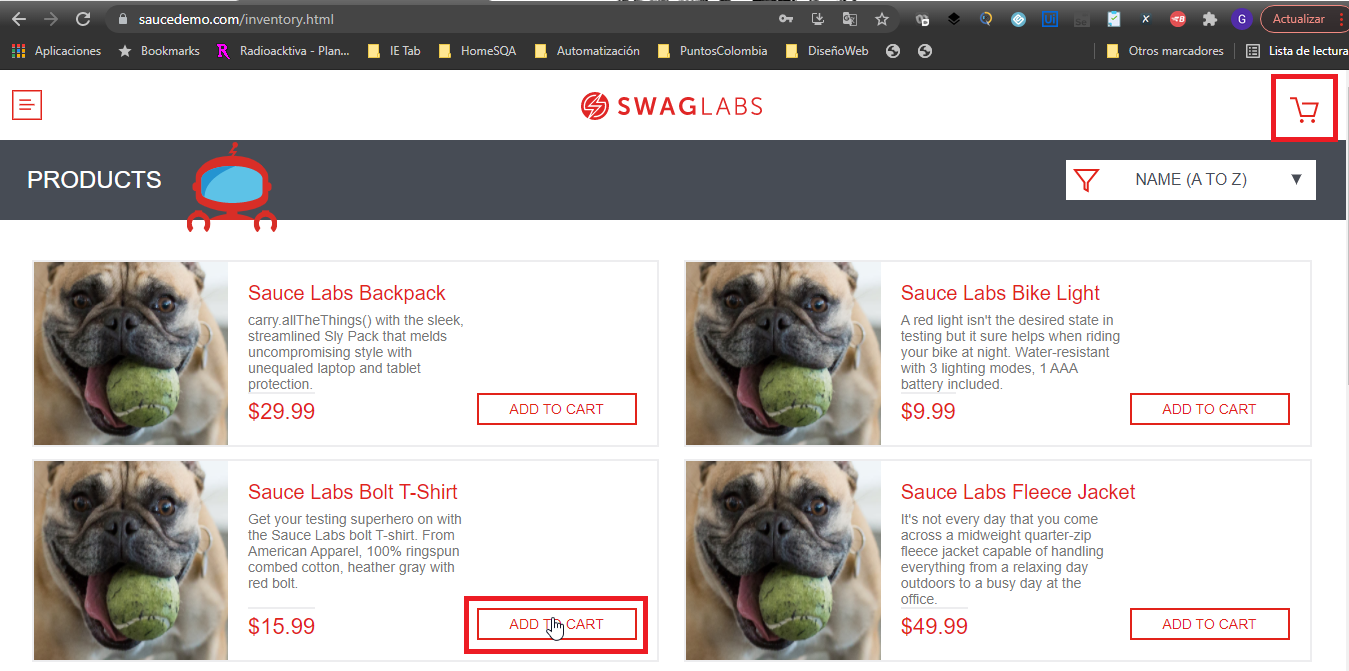 saucedemo.com/inventory.html
G
Actualizar
Aplicaciones
Bookmarks
R
Radioacktiva - Plan...
IE Tab
HomeSQA
Automatización
PuntosColombia
DiseñoWeb
Otros marcadores
Lista de lectura
SWAGLABS
PRODUCTS
NAME (A TO Z)
Sauce Labs Backpack
carry.allTheThings() with the sleek,
streamlined Sly Pack that melds
uncompromising style with
unequaled laptop and tablet
protection.
$29.99
ADD TO CART
Sauce Labs Bike Light
A red light isn't the desired state in
testing but it sure helps when riding
your bike at night. Water-resistant
with 3 lighting modes, 1 AAA
battery included.
$9.99
ADD TO CART
Sauce Labs Bolt T-Shirt
Get your testing superhero on with
the Sauce Labs bolt T-shirt. From
American Apparel, 100% ringspun
combed cotton, heather gray with
red bolt.
$15.99
ADD TO CART
Sauce Labs Fleece Jacket
It's not every day that you come
across a midweight quarter-zip
fleece jacket capable of handling
everything from a relaxing day
outdoors to a busy day at the
office.
$49.99
ADD TO CART